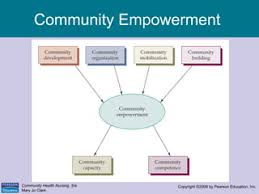 Community Empowerment
Community
development
Community
organization
Community
mobilization
Community
building
Community
empowerment
Community
capacity
Community
competence
Community Health Nursing, 5/e
Mary Jo Clark
Copyright ©2008 by Pearson Education, Inc.